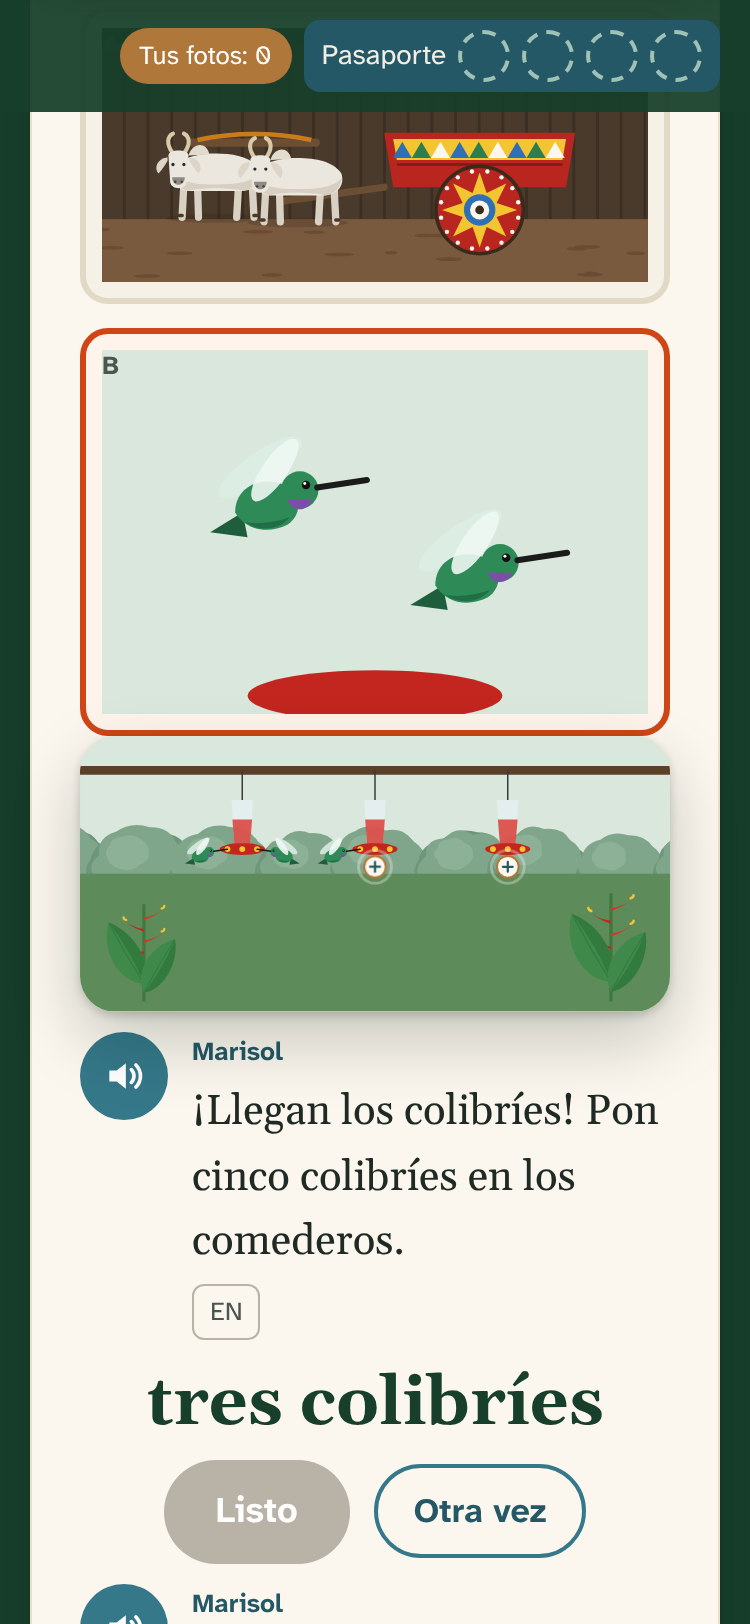 Tus fotos: 0
Pasaporte
B
Marisol
¡Llegan los colibríes! Pon
cinco colibríes en los
comederos.
EN
tres colibríes
Listo
Otra vez
Marisol